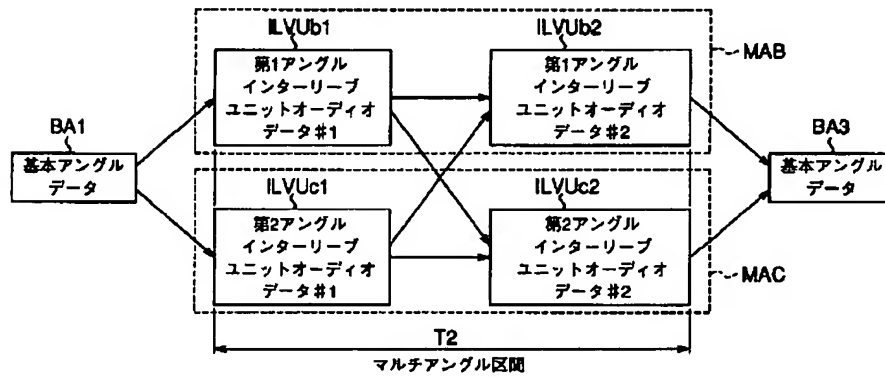 ILVUb1
ILVUb2
第1アングル
インターリーブ
ユニットオーディオ
データ#1
第1アングル
インターリーブ
ユニットオーディオ
データ#2
MAB
BA1
基本アングル
データ
BA3
基本アングル
データ
ILVUc1
ILVUc2
第2アングル
インターリーブ
ユニットオーディオ
データ#1
第2アングル
インターリーブ
ユニットオーディオ
データ#2
MAC
T2
マルチアングル区間